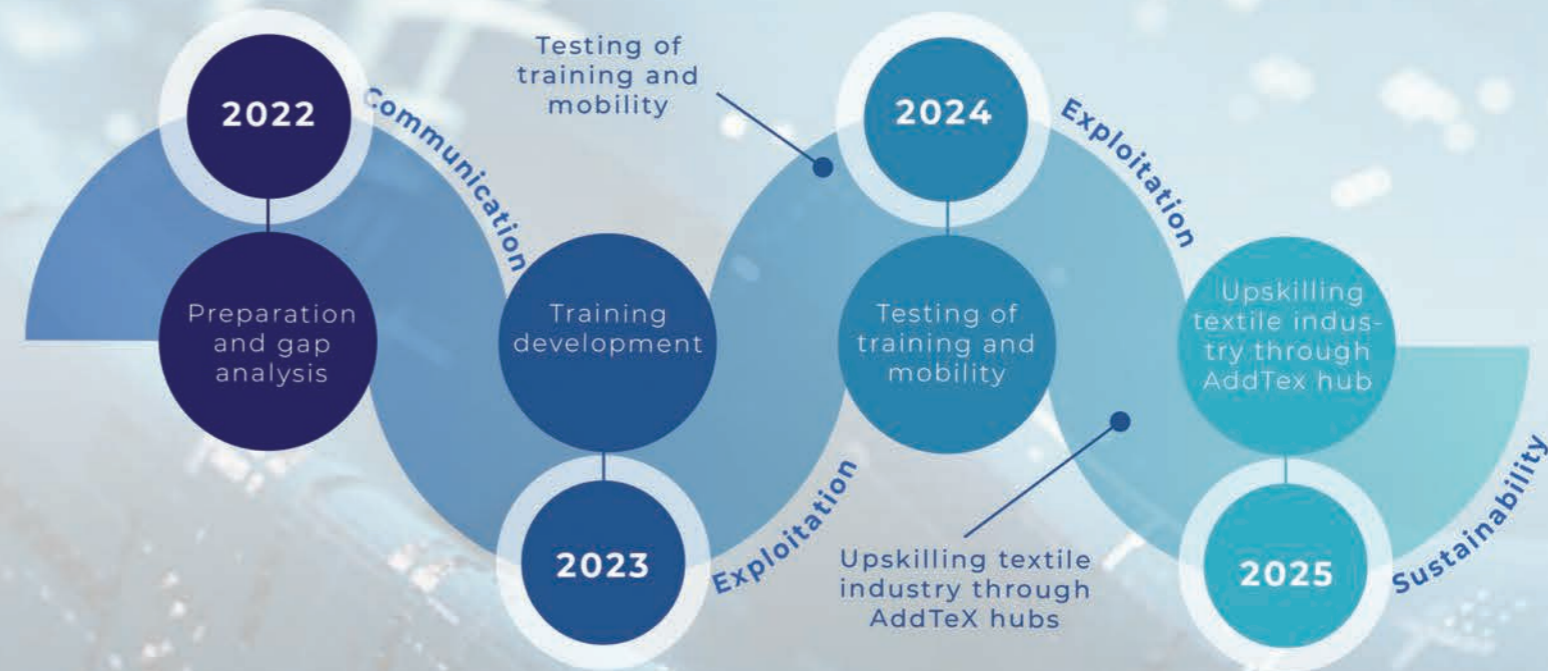 2022
Communication
Preparation
and gap
analysis
Training
development
2023
Exploitation
Testing of
training and
mobility
2024
Exploitation
Testing of
training and
mobility
Upskilling textile
industry through
AddTeX hubs
Upskilling
textile indus-
try through
AddTex hub
2025
Sustainability